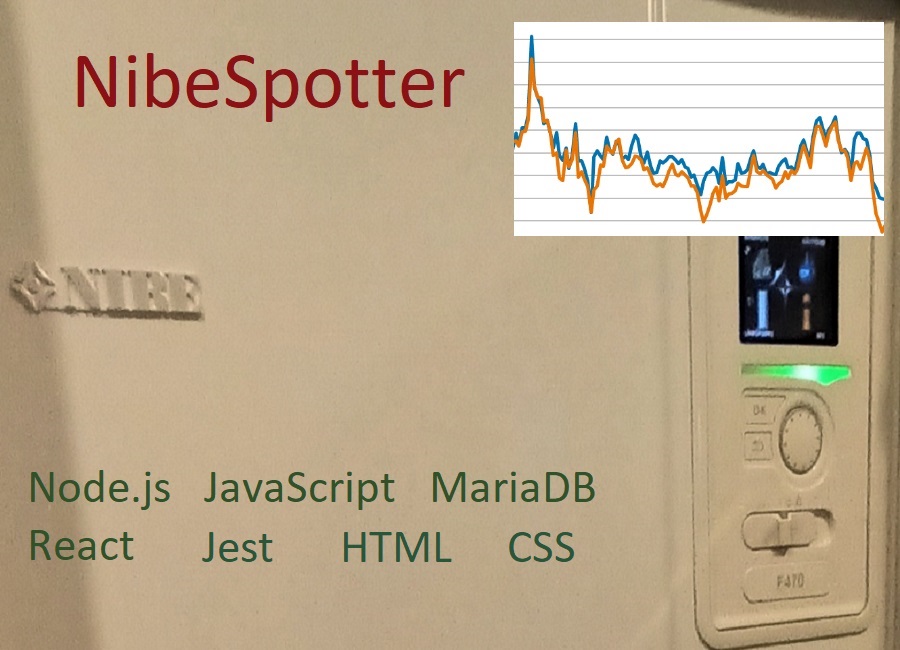 NibeSpotter
NIBE
OK
Node.js JavaScript MariaDB
React Jest HTML CSS
F470